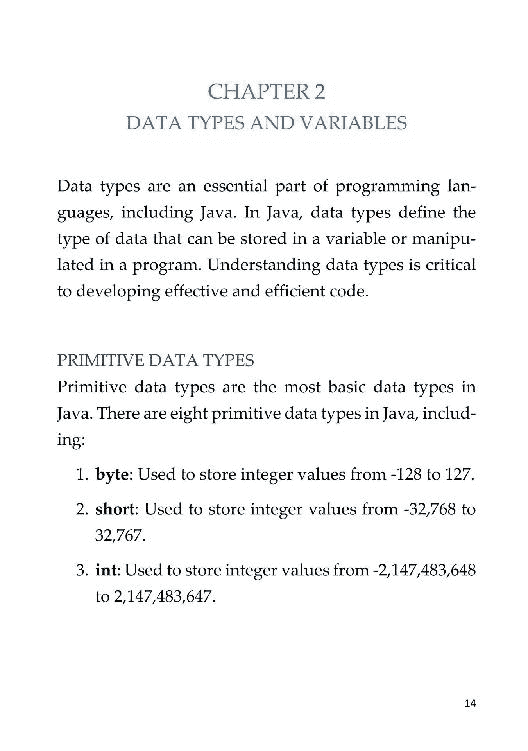 CHAPTER 2
DATA TYPES AND VARIABLES
Data types are an essential part of programming lan-
guages, including Java. In Java, data types define the
type of data that can be stored in a variable or manipu-
lated in a program. Understanding data types is critical
to developing effective and efficient code.
PRIMITIVE DATA TYPES
Primitive data types are the most basic data types in
Java. There are eight primitive data types in Java, includ-
ing:
1. byte: Used to store integer values from -128 to 127.
2. short: Used to store integer values from -32,768 to
32,767.
3. int: Used to store integer values from -2,147,483,648
to 2,147,483,647.
14